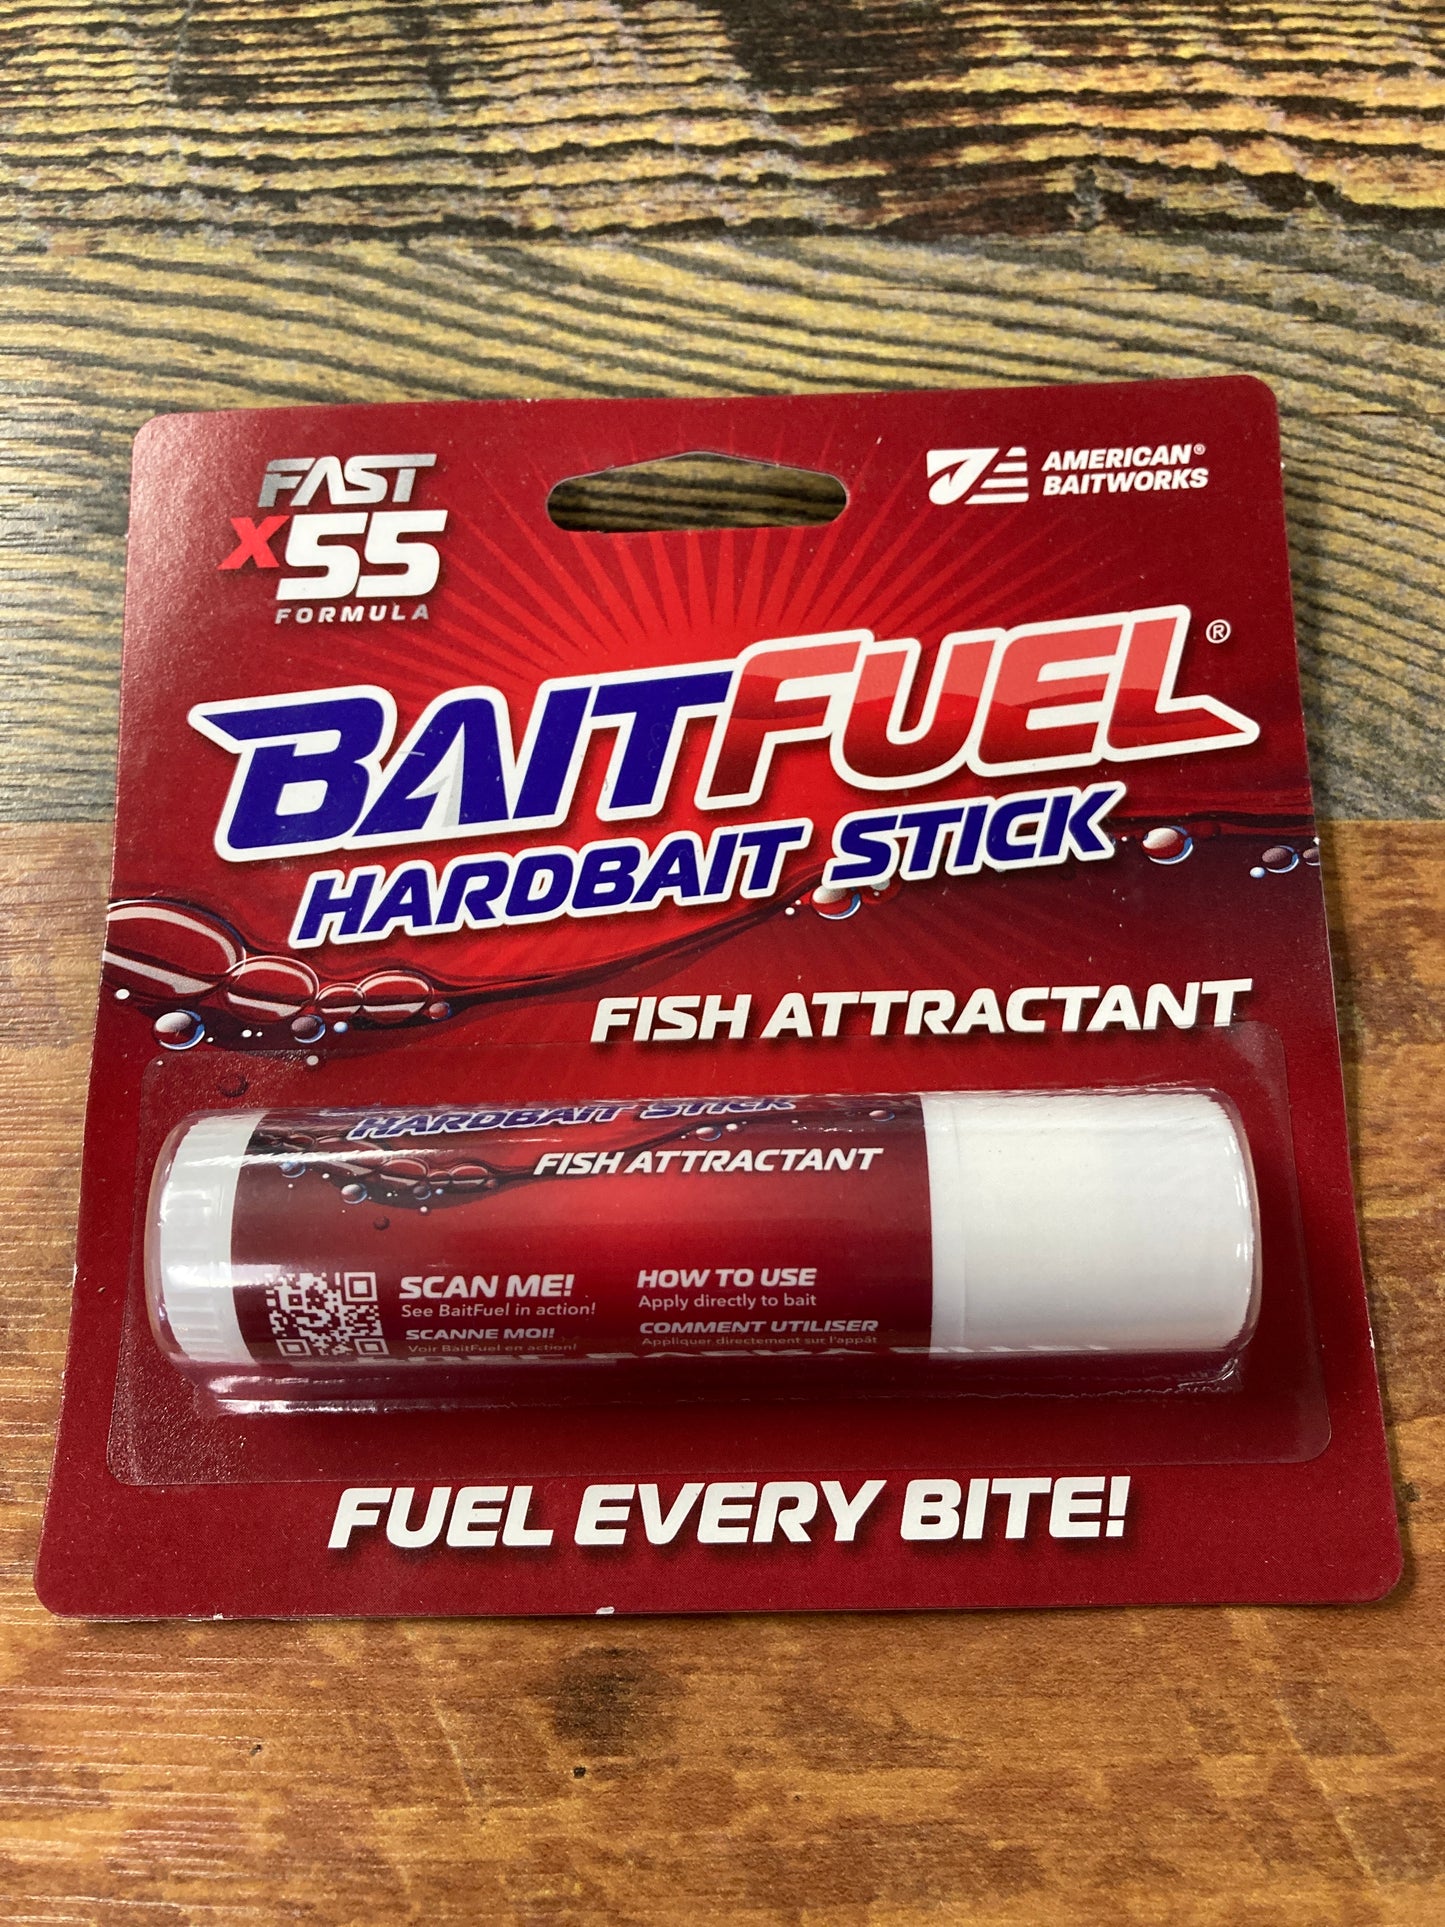 FAST
x55
FORMULA
AMERICAN®
BAITWORKS
BAITFUEL®
HARDBAIT STICK
FISH ATTRACTANT
HARDBAIT STICK
FISH ATTRACTANT
SCAN ME!
See BaitFuel in action!
SCANNE MOI!
Voir BaitFuel en action!
HOW TO USE
Apply directly to bait
COMMENT UTILISER
Appliquer directement sur l'appât
FUEL EVERY BITE!